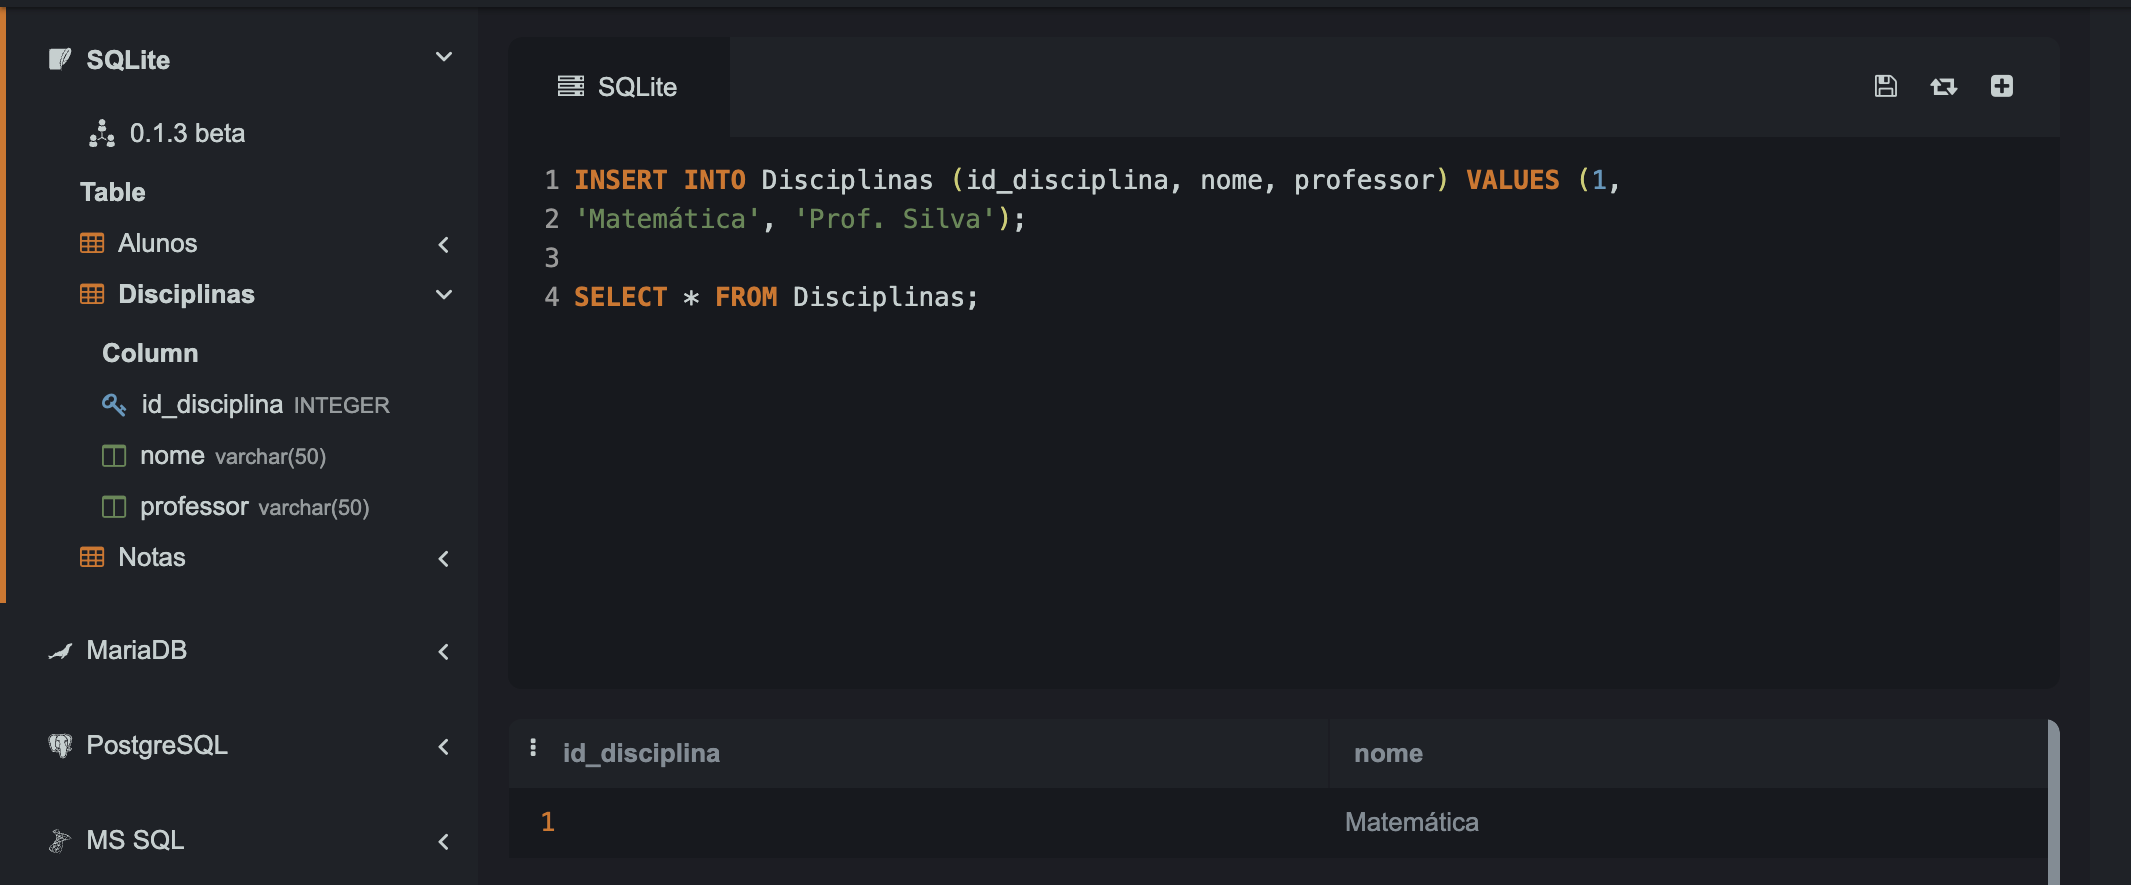 SQLite
0.1.3 beta
Table
Alunos
Disciplinas
Column
id_disciplina INTEGER
nome varchar(50)
professor varchar(50)
Notas
MariaDB
PostgreSQL
MS SQL
SQLite
1 INSERT INTO Disciplinas (id_disciplina, nome, professor) VALUES (1,
2 'Matemática', 'Prof. Silva');
3
4 SELECT * FROM Disciplinas;
id_disciplina nome
1 Matemática